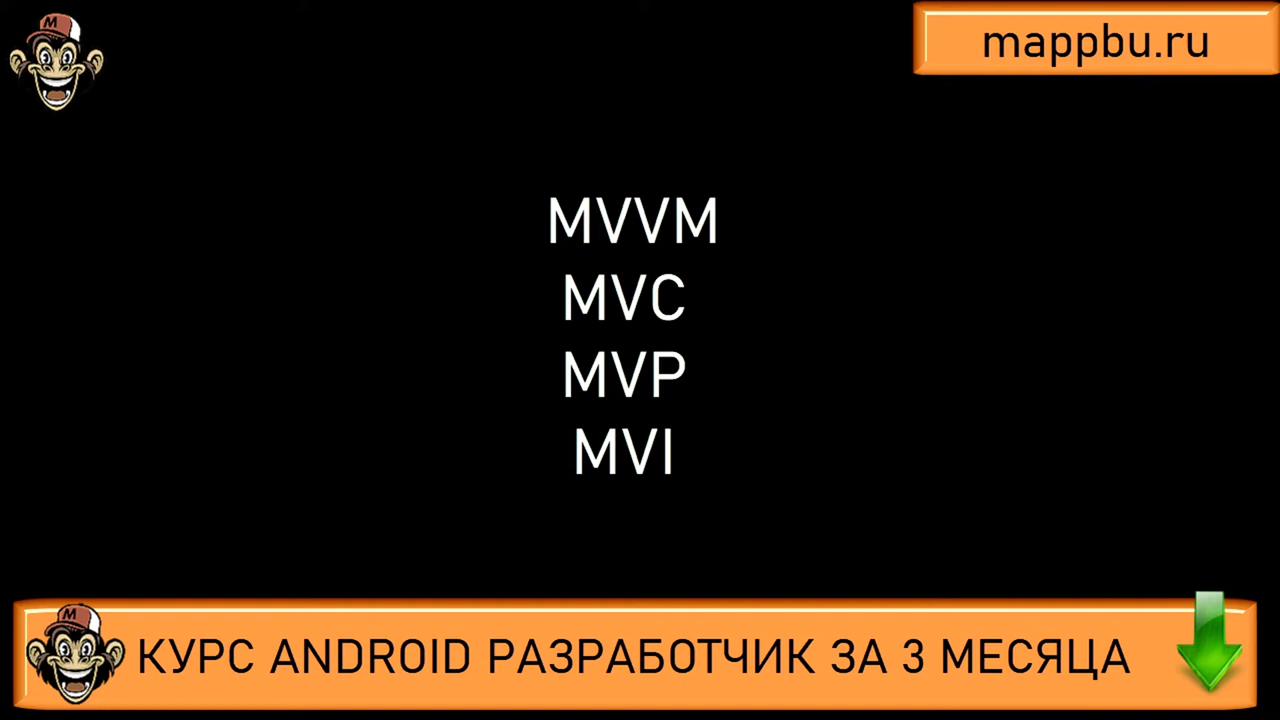 mappbu.ru
MVVM
MVC
MVP
MVI
КУРС ANDROID РАЗРАБОТЧИК ЗА 3 МЕСЯЦА